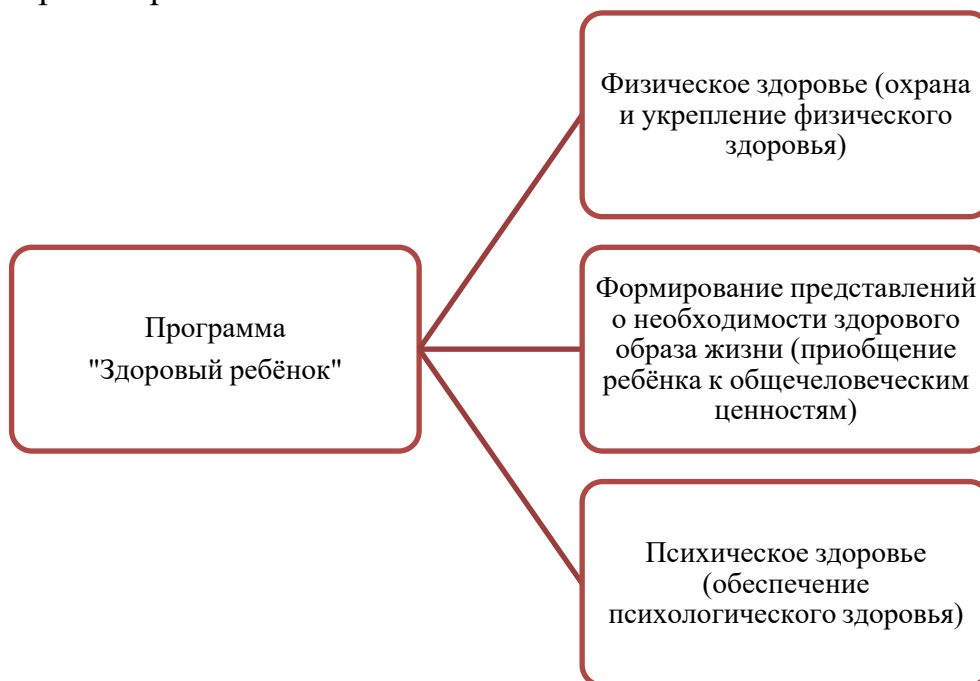 Программа
"Здоровый ребёнок"
Физическое здоровье (охрана
и укрепление физического
здоровья)
Формирование представлений
о необходимости здорового
образа жизни (приобщение
ребёнка к общечеловеческим
ценностям)
Психическое здоровье
(обеспечение
психологического здоровья)